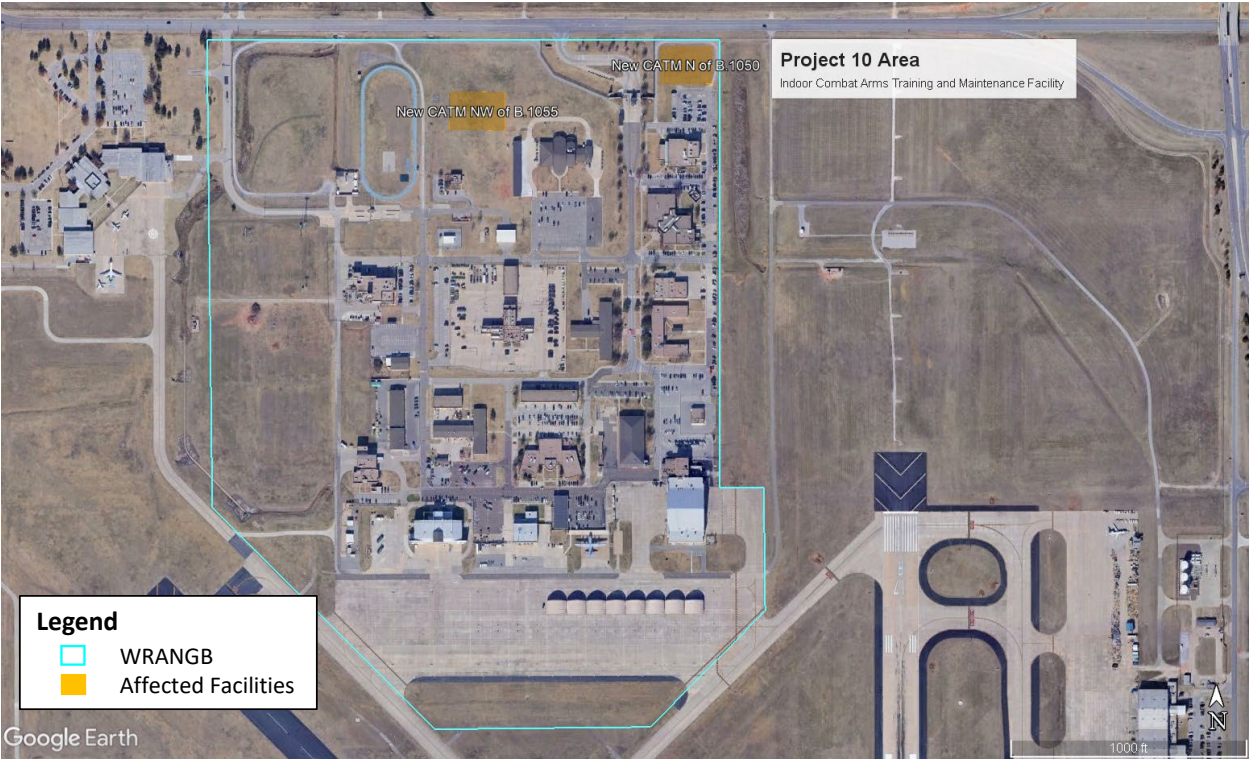 New CATM N of B.1050
Project 10 Area
Indoor Combat Arms Training and Maintenance Facility
New CATM NW of B.1055
Legend
WRANGB
Affected Facilities
Google Earth
N
1000 ft